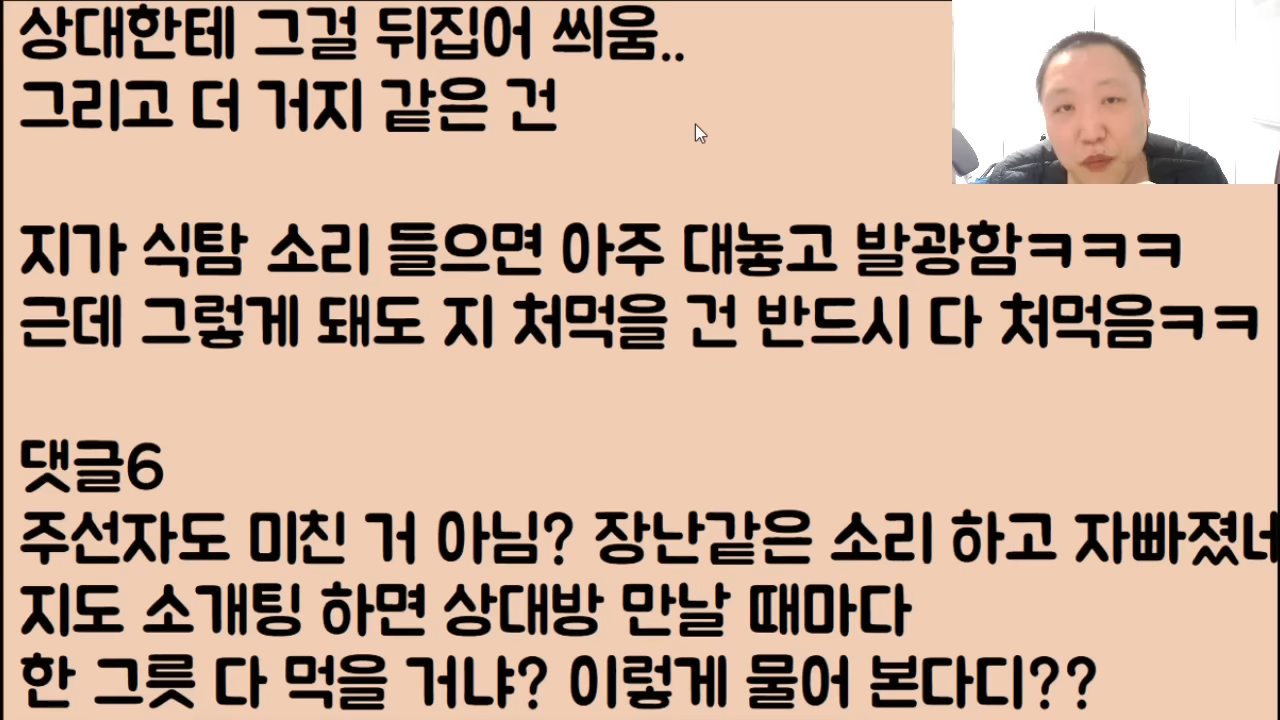 상대한테 그걸 뒤집어 씌움..
그리고 더 거지 같은 건
지가 식탐 소리 들으면 아주 대놓고 발광함ㅋㅋㅋ
근데 그렇게 돼도 지 처먹을 건 반드시 다 처먹음ㅋㅋ
댓글6
주선자도 미친 거 아님? 장난같은 소리 하고 자빠졌네
지도 소개팅 하면 상대방 만날 때마다
한 그릇 다 먹을 거냐? 이렇게 물어 본다디??